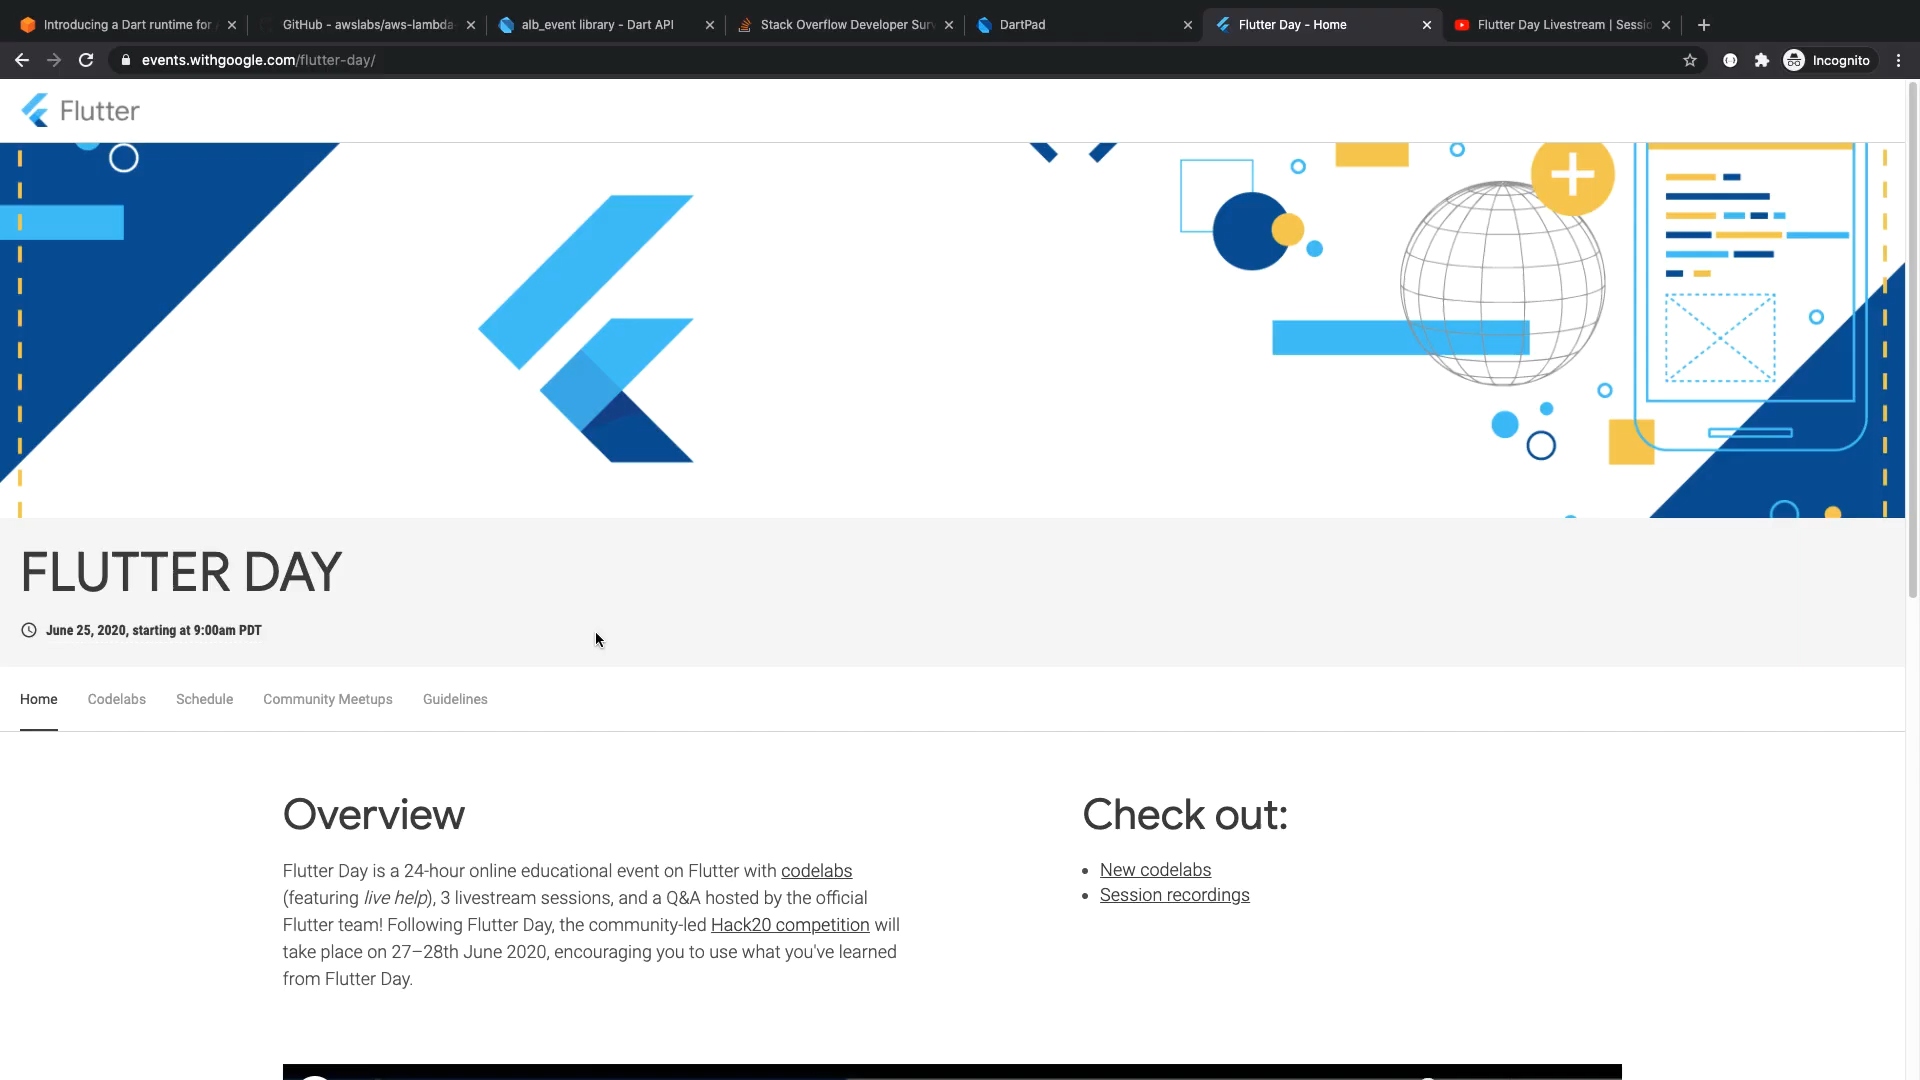 Introducing a Dart runtime for
GitHub - awslabs/aws-lambda-
alb_event library - Dart API
Stack Overflow Developer Surv
DartPad
Flutter Day - Home
Flutter Day Livestream | Sessio
events.withgoogle.com/flutter-day/
Incognito
Flutter
FLUTTER DAY
June 25, 2020, starting at 9:00am PDT
Home
Codelabs
Schedule
Community Meetups
Guidelines
Overview
Flutter Day is a 24-hour online educational event on Flutter with codelabs
(featuring live help), 3 livestream sessions, and a Q&A hosted by the official
Flutter team! Following Flutter Day, the community-led Hack20 competition will
take place on 27–28th June 2020, encouraging you to use what you've learned
from Flutter Day.
Check out:
• New codelabs
• Session recordings